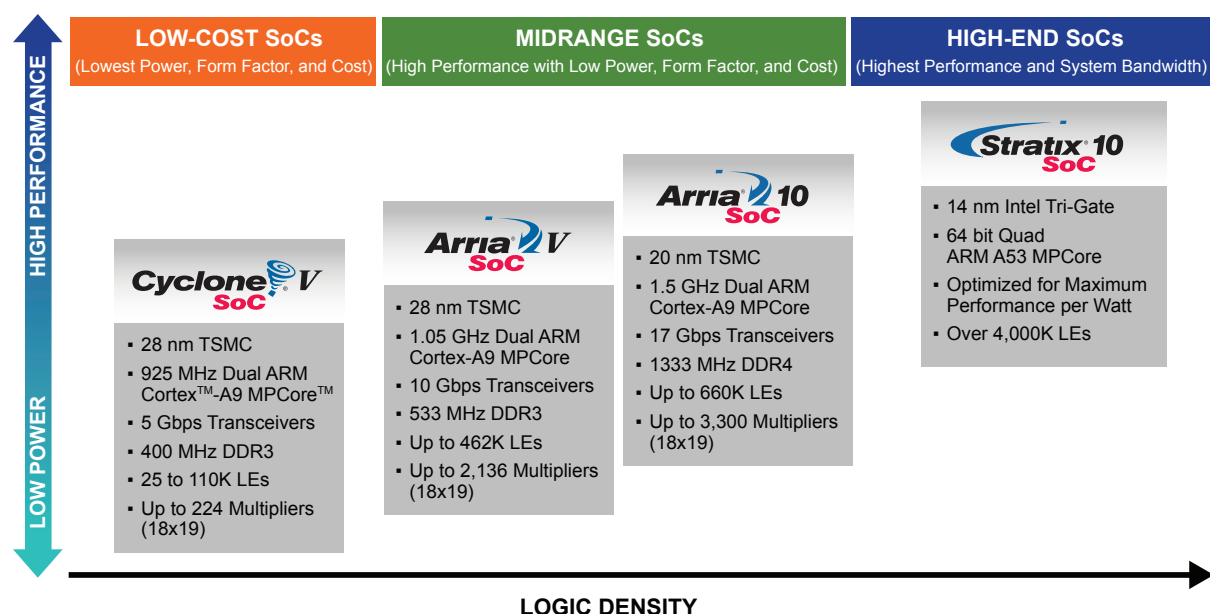 HIGH PERFORMANCE
LOW POWER
LOW-COST SoCs
(Lowest Power, Form Factor, and Cost)
MIDRANGE SoCs
(High Performance with Low Power, Form Factor, and Cost)
HIGH-END SoCs
(Highest Performance and System Bandwidth)
Cyclone® V
SoC
▪ 28 nm TSMC
▪ 925 MHz Dual ARM
Cortex™-A9 MPCore™
▪ 5 Gbps Transceivers
▪ 400 MHz DDR3
▪ 25 to 110K LEs
▪ Up to 224 Multipliers
(18x19)
Arria® V
SoC
▪ 28 nm TSMC
▪ 1.05 GHz Dual ARM
Cortex-A9 MPCore
▪ 10 Gbps Transceivers
▪ 533 MHz DDR3
▪ Up to 462K LEs
▪ Up to 2,136 Multipliers
(18x19)
Arria® 10
SoC
▪ 20 nm TSMC
▪ 1.5 GHz Dual ARM
Cortex-A9 MPCore
▪ 17 Gbps Transceivers
▪ 1333 MHz DDR4
▪ Up to 660K LEs
▪ Up to 3,300 Multipliers
(18x19)
Stratix® 10
SoC
▪ 14 nm Intel Tri-Gate
▪ 64 bit Quad
ARM A53 MPCore
▪ Optimized for Maximum
Performance per Watt
▪ Over 4,000K LEs
LOGIC DENSITY